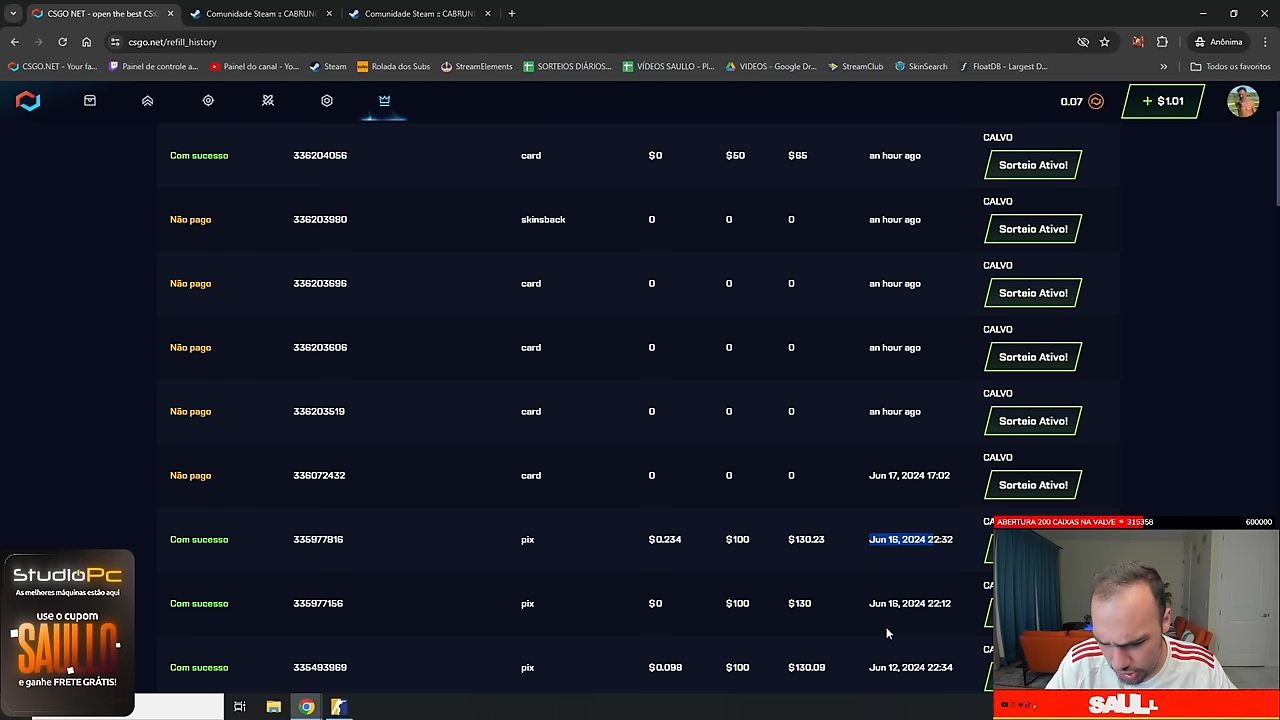 CSGO NET - open the best CS:
Comunidade Steam :: CABRUN
Comunidade Steam :: CABRUN
csgo.net/refill_history
Anônima
CSGO.NET - Your fa...
Painel de controle a...
Painel do canal - Yo...
Steam
Rolada dos Subs
StreamElements
SORTEIOS DIÁRIOS...
VIDEOS SAULLO - Pl...
VIDEOS - Google Dr...
StreamClub
SkinSearch
FloatDB - Largest D...
Todos os favoritos
0.07
+ $1.01
CALVO
Com sucesso 336204056 card $0 $50 $65 an hour ago Sorteio Ativo!
CALVO
Não pago 336203980 skinsback 0 0 0 an hour ago Sorteio Ativo!
CALVO
Não pago 336203696 card 0 0 0 an hour ago Sorteio Ativo!
CALVO
Não pago 336203606 card 0 0 0 an hour ago Sorteio Ativo!
CALVO
Não pago 336203519 card 0 0 0 an hour ago Sorteio Ativo!
CALVO
Não pago 336072432 card 0 0 0 Jun 17, 2024 17:02 Sorteio Ativo!
ABERTURA 200 CAIXAS NA VALVE 315358 600000
Com sucesso 335977816 pix $0.234 $100 $130.23 Jun 16, 2024 22:32
Com sucesso 335977156 pix $0 $100 $130 Jun 16, 2024 22:12
Com sucesso 335493969 pix $0.098 $100 $130.09 Jun 12, 2024 22:34
STUDIOPC
As melhores máquinas estão aqui
use o cupom
SAULLO
e ganhe FRETE GRÁTIS!
SAULL